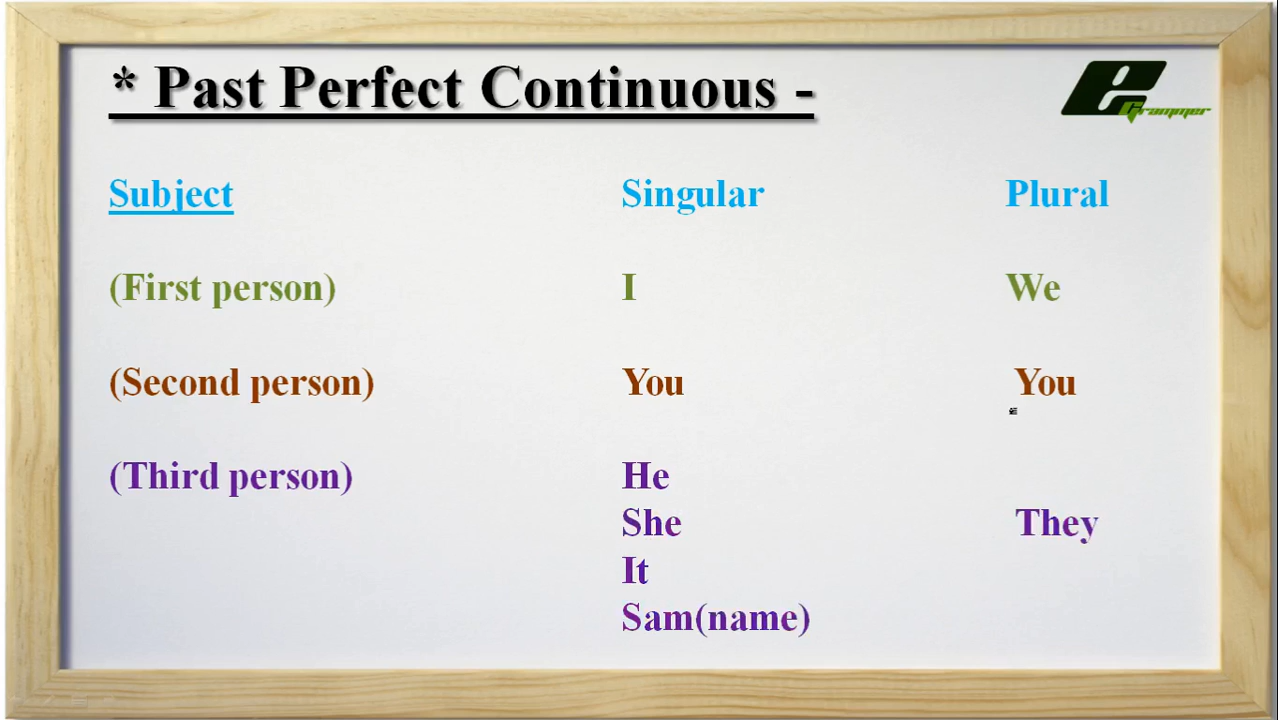 * Past Perfect Continuous -
e Grammer
Subject Singular Plural
(First person) I We
(Second person) You You
(Third person) He
She They
It
Sam(name)